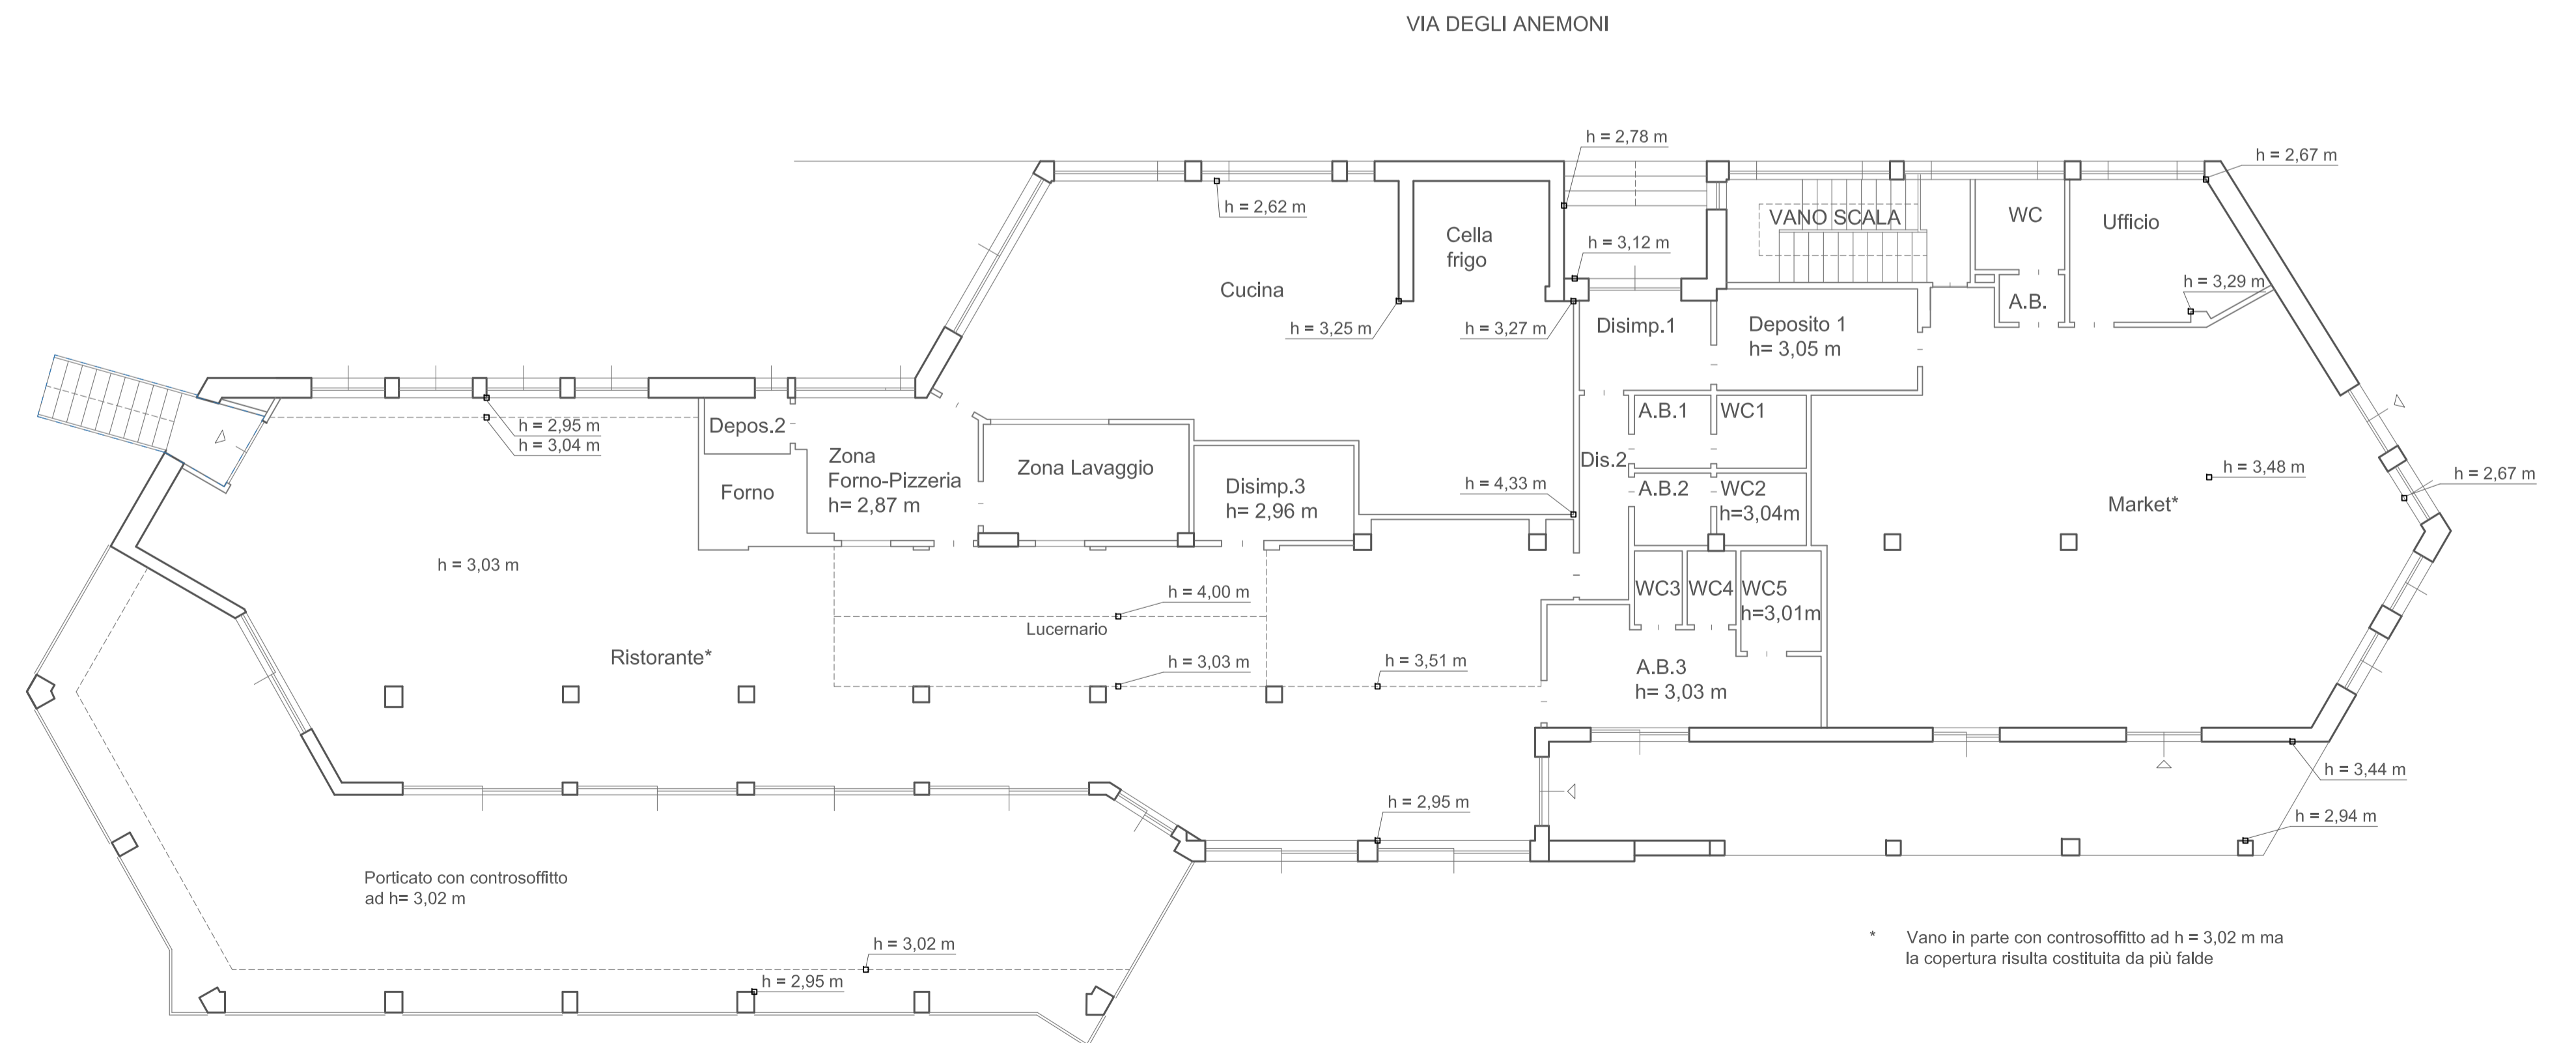 VIA DEGLI ANEMONI
h = 2,78 m
h = 2,67 m
h = 2,62 m
Cella
frigo
VANO SCALA
WC
Ufficio
h = 3,12 m
Cucina
h = 3,29 m
A.B.
h = 3,25 m
h = 3,27 m
Disimp.1
Deposito 1
h= 3,05 m
h = 2,95 m
h = 3,04 m
Depos.2
A.B.1
WC1
Zona
Forno-Pizzeria
h= 2,87 m
Zona Lavaggio
Dis.2
h = 3,48 m
h = 2,67 m
Forno
Disimp.3
h= 2,96 m
h = 4,33 m
A.B.2
WC2
h=3,04m
Market*
h = 3,03 m
h = 4,00 m
Lucernario
WC3
WC4
WC5
h=3,01m
Ristorante*
h = 3,03 m
h = 3,51 m
A.B.3
h= 3,03 m
h = 3,44 m
h = 2,95 m
h = 2,94 m
Porticato con controsoffitto
ad h= 3,02 m
h = 3,02 m
h = 2,95 m
* Vano in parte con controsoffitto ad h = 3,02 m ma
la copertura risulta costituita da più falde